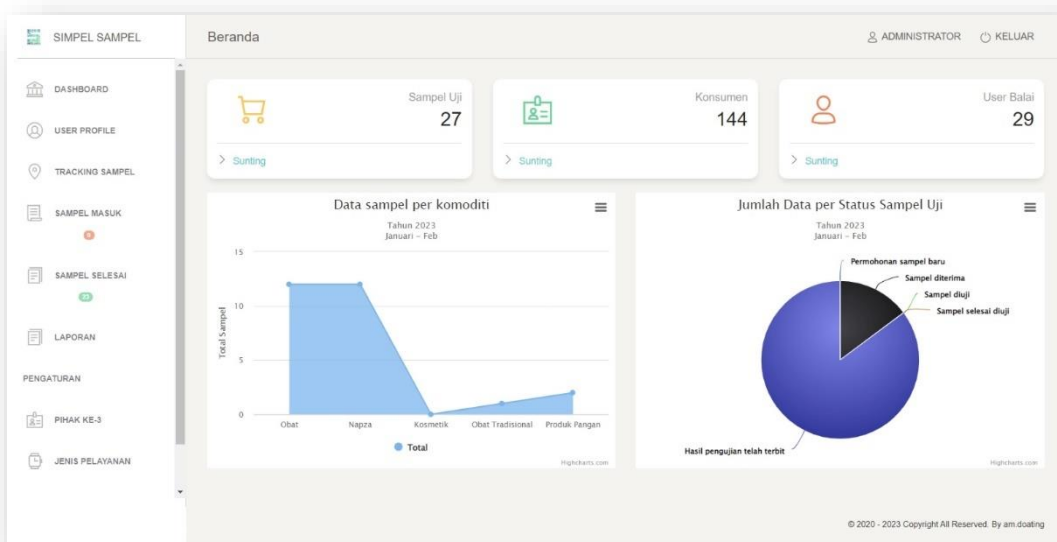 SIMPEL SAMPEL
Beranda
ADMINISTRATOR
KELUAR
DASHBOARD
USER PROFILE
TRACKING SAMPEL
SAMPEL MASUK
SAMPEL SELESAI
LAPORAN
PENGATURAN
PIHAK KE-3
JENIS PELAYANAN
Sampel Uji
27
Sunting
Konsumen
144
Sunting
User Balai
29
Sunting
Data sampel per komoditi
Tahun 2023
Januari - Feb
Total Sampel
15
10
5
0
Obat
Napza
Kosmetik
Obat Tradisional
Produk Pangan
Total
Highcharts.com
Jumlah Data per Status Sampel Uji
Tahun 2023
Januari - Feb
Permohonan sampel baru
Sampel diterima
Sampel diuji
Sampel selesai diuji
Hasil pengujian telah terbit
Highcharts.com
© 2020 - 2023 Copyright All Reserved. By am.doating